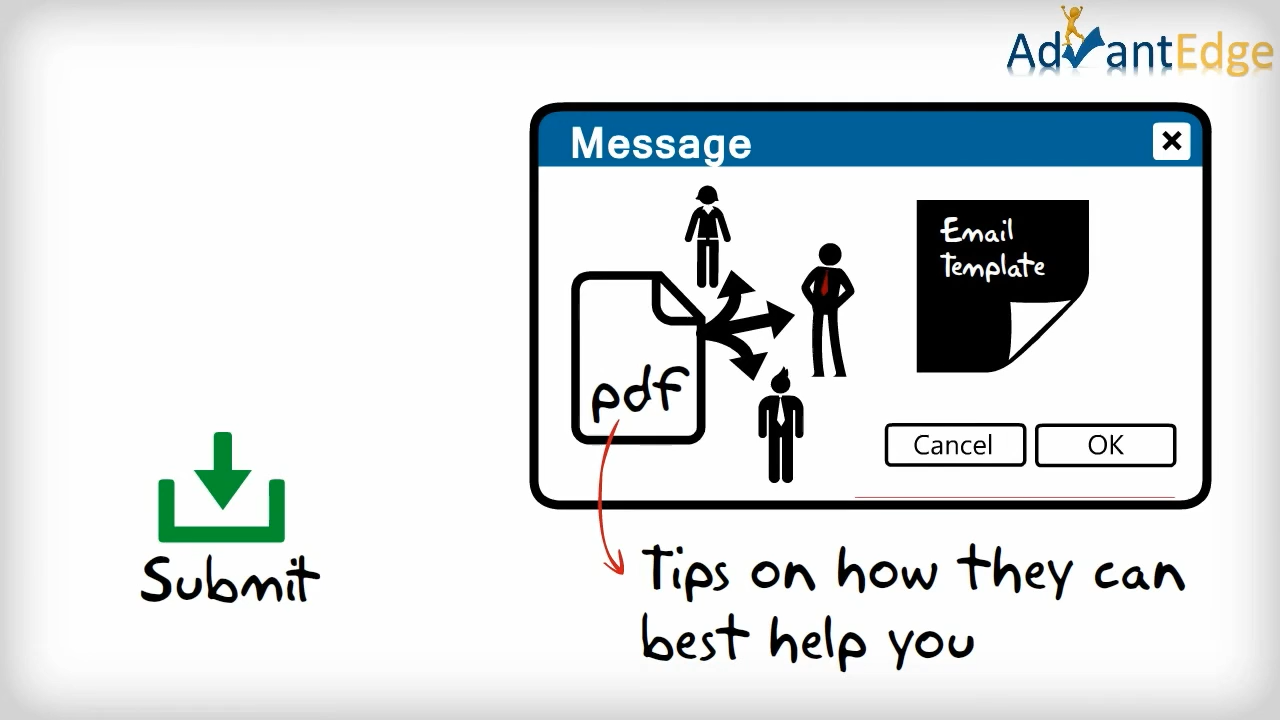 AdvantEdge
Message
Email
Template
pdf
Cancel
OK
Submit
Tips on how they can
best help you